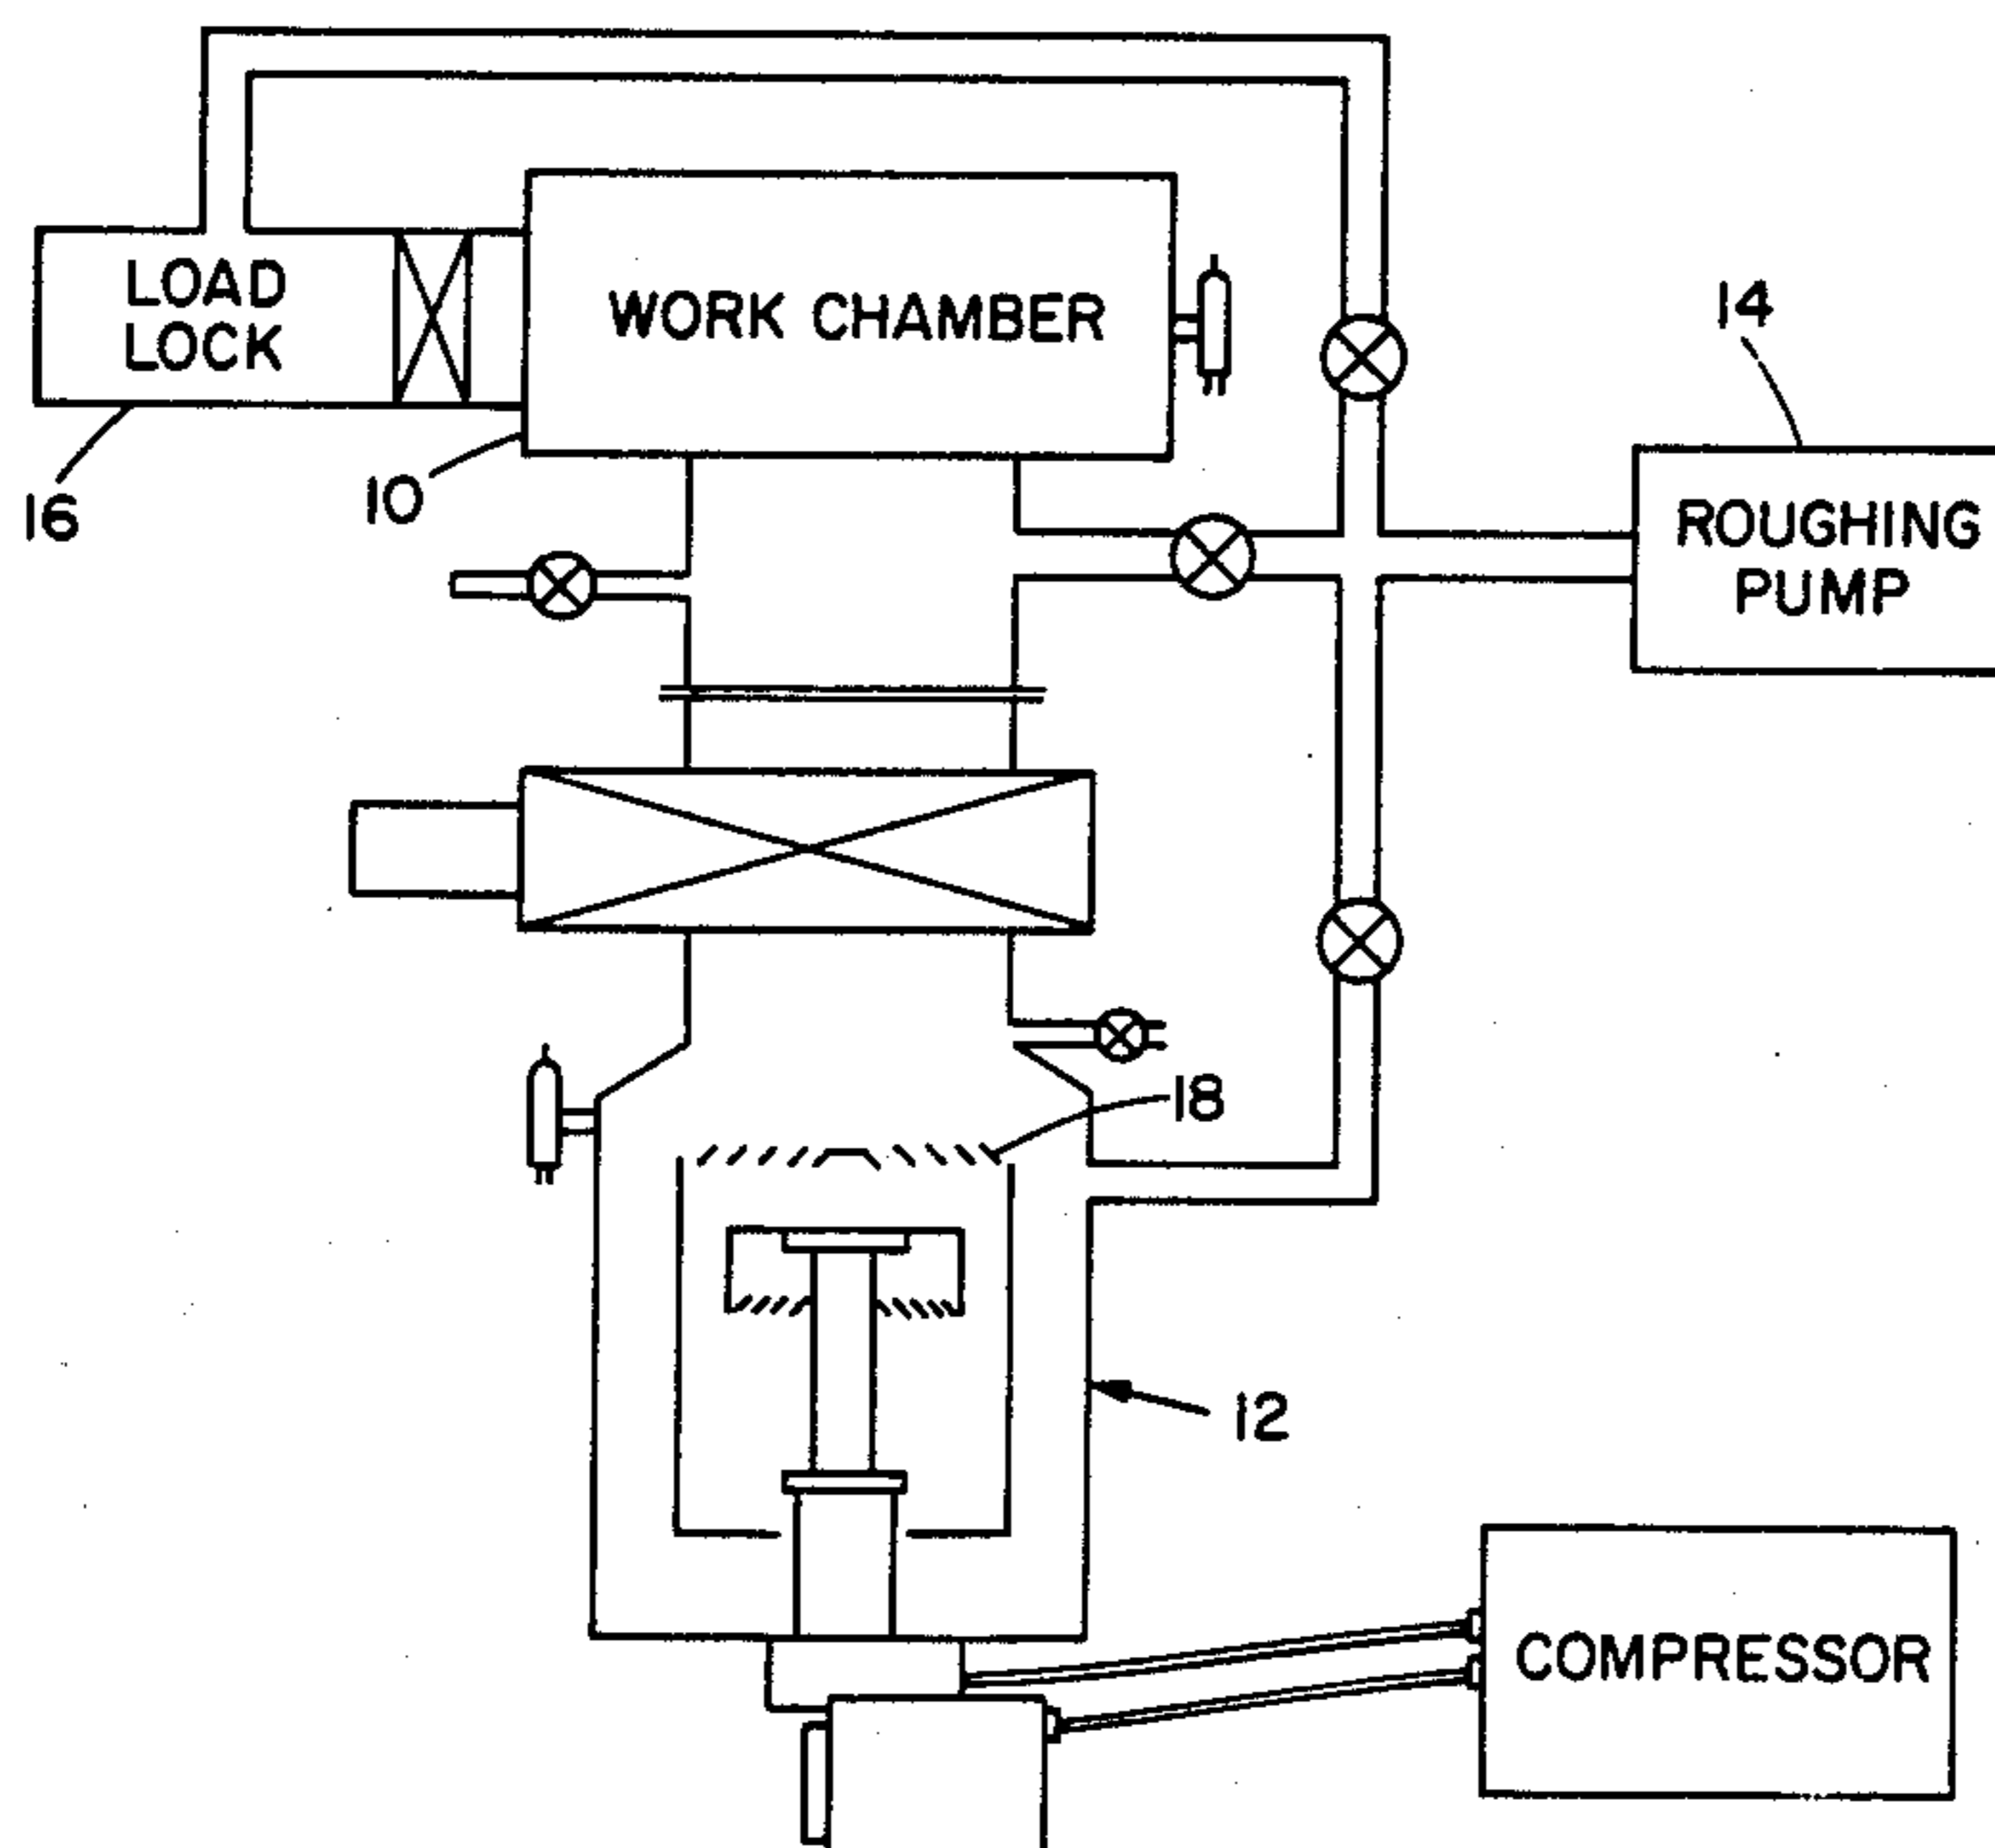 LOAD
LOCK
WORK CHAMBER
14
16
10
ROUGHING
PUMP
18
12
COMPRESSOR